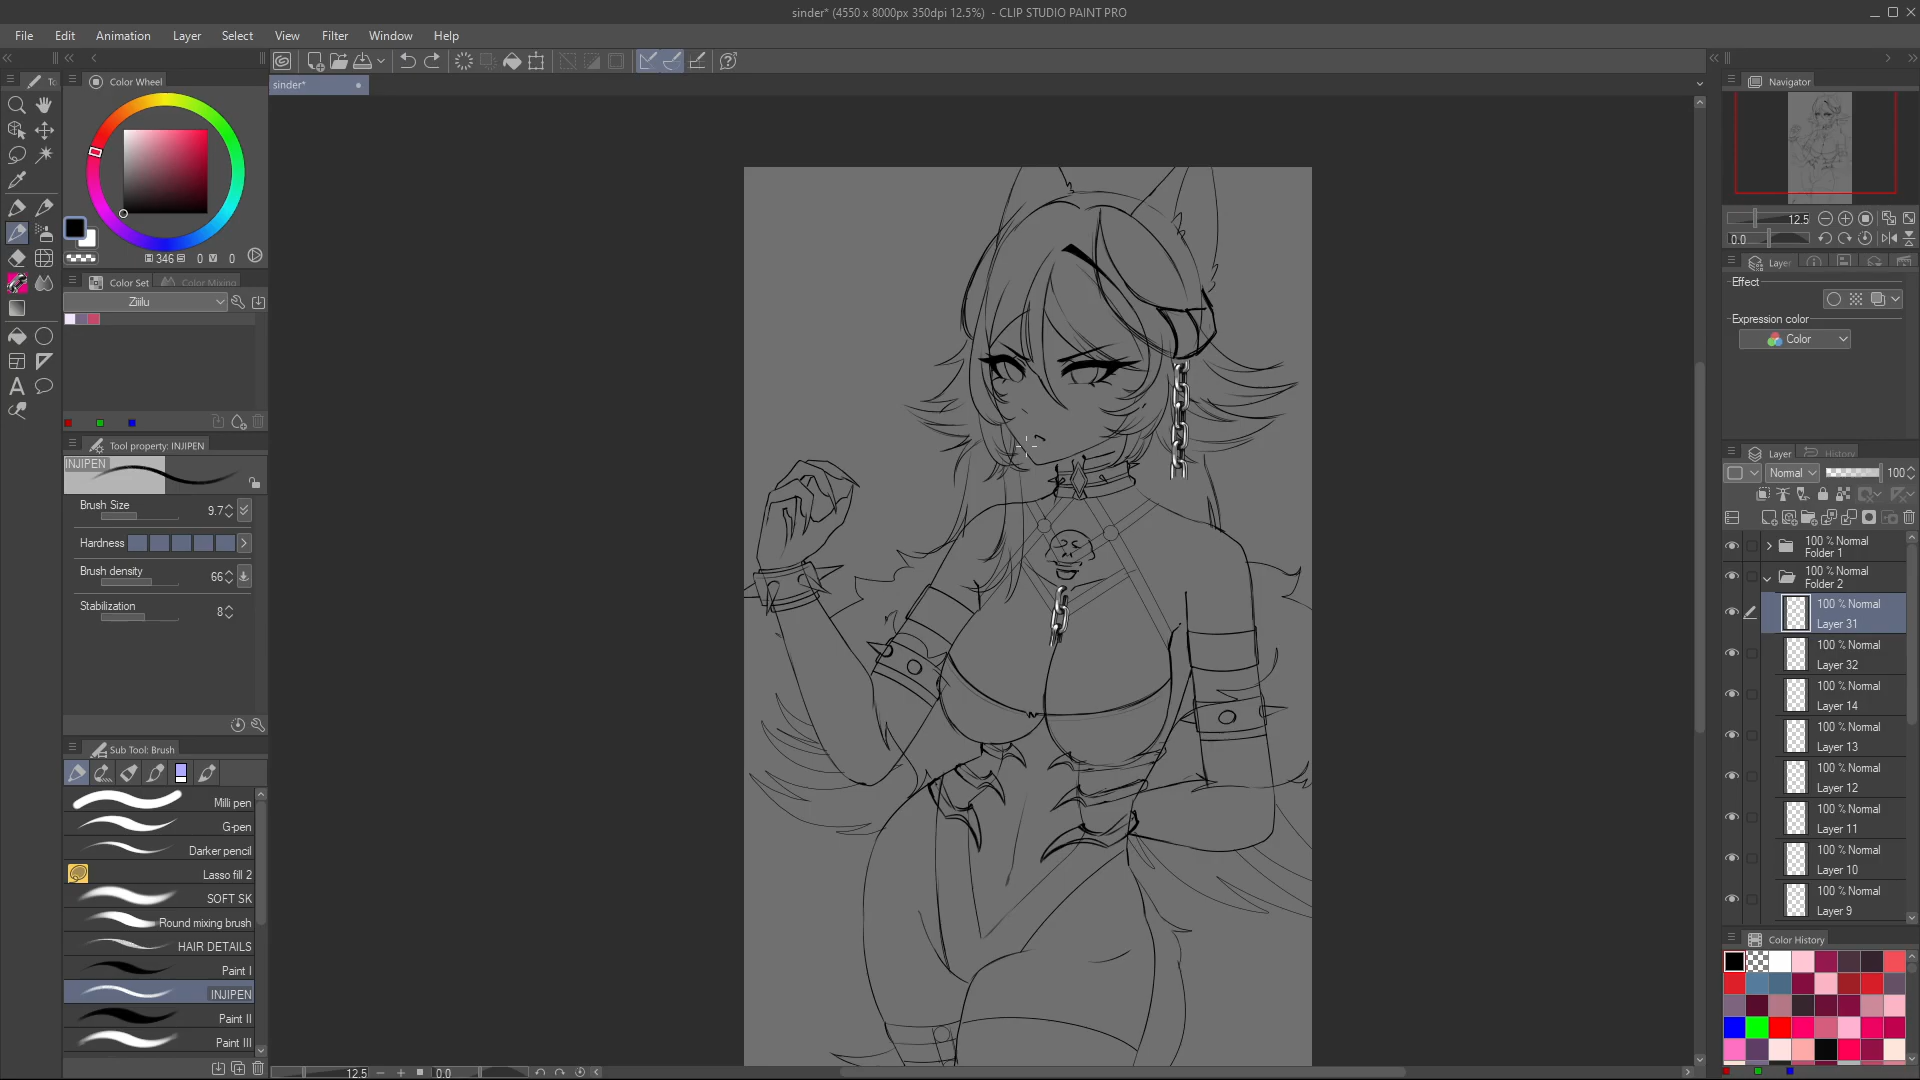 sinder* (4550 x 8000px 350dpi 12.5%) - CLIP STUDIO PAINT PRO
File Edit Animation Layer Select View Filter Window Help
To
Color Wheel
sinder*
Navigator
12.5
0.0
346 0 0
Color Set Color Mixing
Ziiilu
Layer
Effect
Expression color
Color
Tool property: INJIPEN
INJIPEN
Brush Size 9.7
Hardness
Brush density 66
Stabilization 8
Layer History
Normal 100
100 % Normal
Folder 1
100 % Normal
Folder 2
100 % Normal
Layer 31
100 % Normal
Layer 32
100 % Normal
Layer 14
100 % Normal
Layer 13
100 % Normal
Layer 12
100 % Normal
Layer 11
100 % Normal
Layer 10
100 % Normal
Layer 9
Sub Tool: Brush
Milli pen
G-pen
Darker pencil
Lasso fill 2
SOFT SK
Round mixing brush
HAIR DETAILS
Paint I
INJIPEN
Paint II
Paint III
Color History
12.5 0.0